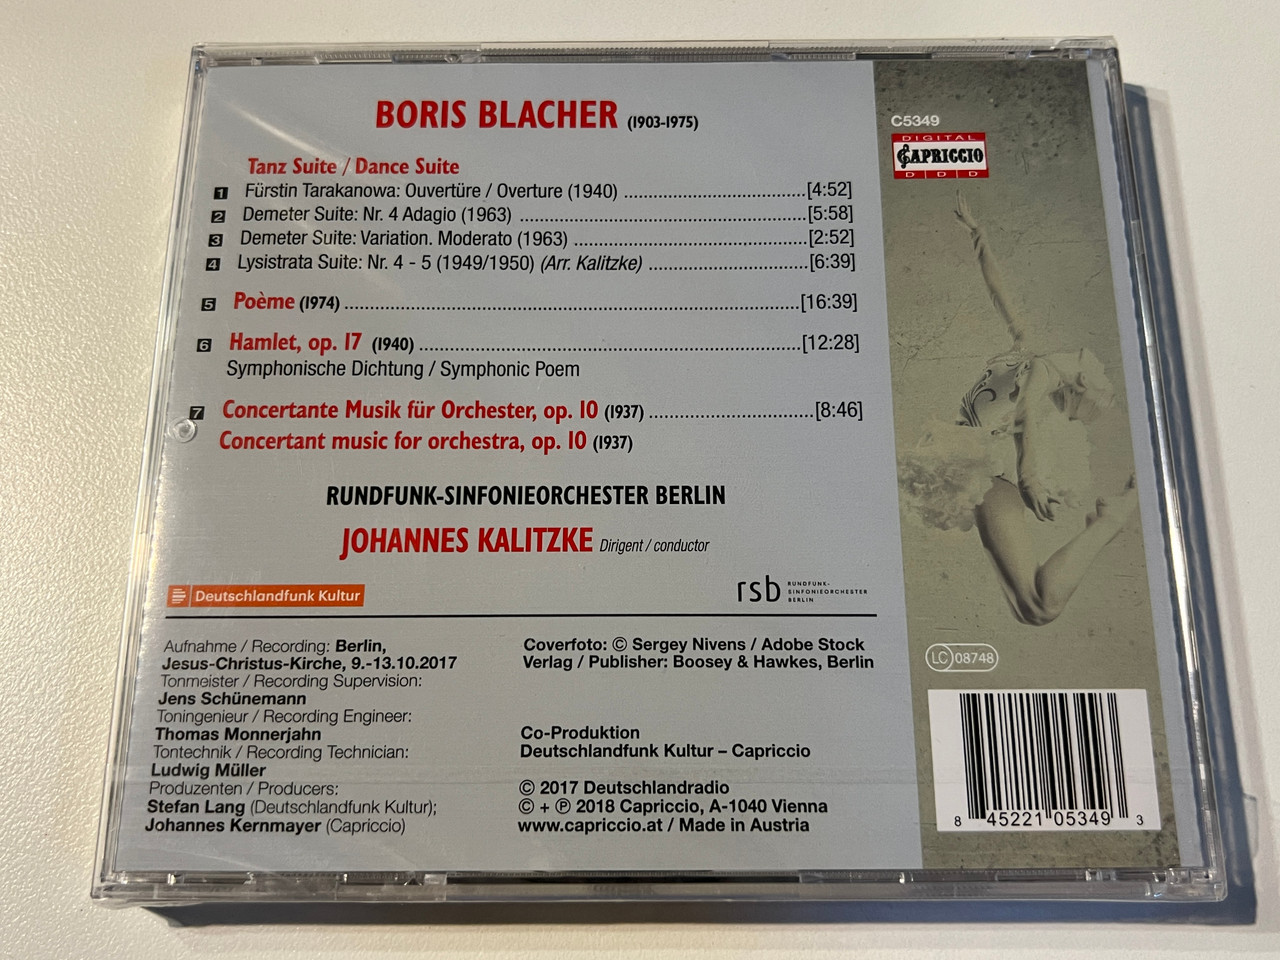 BORIS BLACHER (1903-1975)
Tanz Suite / Dance Suite
1 Fürstin Tarakanowa: Ouvertüre / Overture (1940) ........ [4:52]
2 Demeter Suite: Nr. 4 Adagio (1963) ........ [5:58]
3 Demeter Suite: Variation. Moderato (1963) ........ [2:52]
4 Lysistrata Suite: Nr. 4 - 5 (1949/1950) (Arr. Kalitzke) ........ [6:39]
5 Poème (1974) ........ [16:39]
6 Hamlet, op. 17 (1940) ........ [12:28]
Symphonische Dichtung / Symphonic Poem
7 Concertante Musik für Orchester, op. 10 (1937) ........ [8:46]
Concertant music for orchestra, op. 10 (1937)
RUNDFUNK-SINFONIEORCHESTER BERLIN
JOHANNES KALITZKE Dirigent / conductor
Deutschlandfunk Kultur
rsb RUNDFUNK-
SINFONIEORCHESTER
BERLIN
Aufnahme / Recording: Berlin,
Jesus-Christus-Kirche, 9.-13.10.2017
Tonmeister / Recording Supervision:
Jens Schünemann
Toningenieur / Recording Engineer:
Thomas Monnerjahn
Tontechnik / Recording Technician:
Ludwig Müller
Produzenten / Producers:
Stefan Lang (Deutschlandfunk Kultur);
Johannes Kernmayer (Capriccio)
Coverfoto: © Sergey Nivens / Adobe Stock
Verlag / Publisher: Boosey & Hawkes, Berlin
Co-Produktion
Deutschlandfunk Kultur – Capriccio
© 2017 Deutschlandradio
© + ℗ 2018 Capriccio, A-1040 Vienna
www.capriccio.at / Made in Austria
C5349
DIGITAL
CAPRICCIO
D D D
LC 08748
8 45221 05349 3